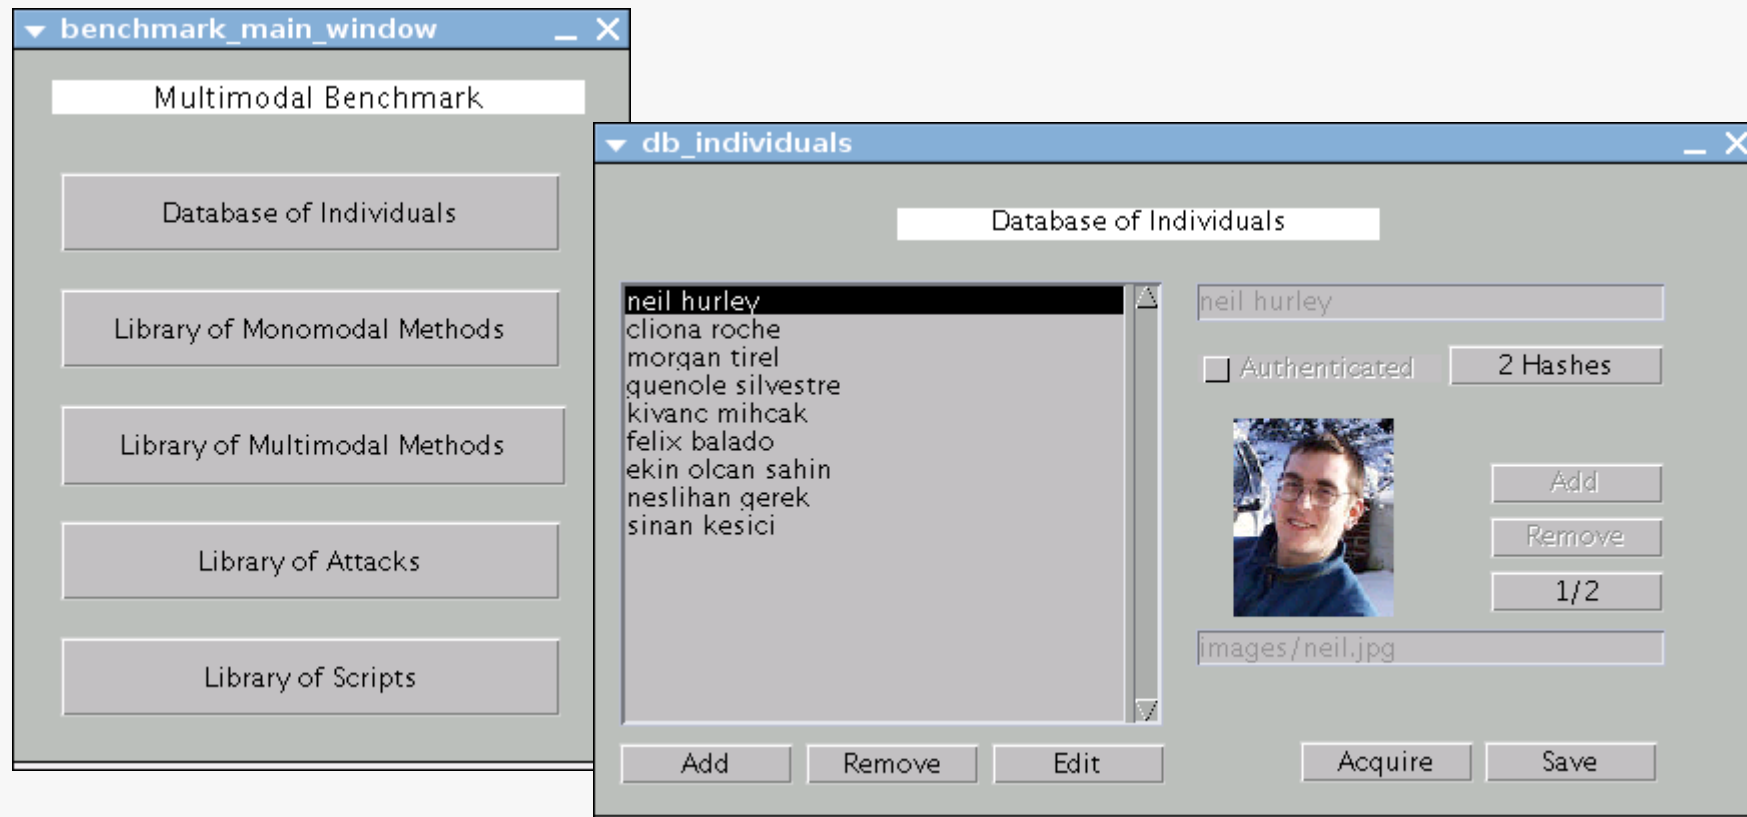 benchmark_main_window
Multimodal Benchmark
Database of Individuals
Library of Monomodal Methods
Library of Multimodal Methods
Library of Attacks
Library of Scripts
db_individuals
Database of Individuals
neil hurley
cliona roche
morgan tirel
guenole silvestre
kivanc mihcak
felix balado
ekin olcan sahin
neslihan gerek
sinan kesici
Add Remove Edit
neil hurley
Authenticated 2 Hashes
Add
Remove
1/2
images/neil.jpg
Acquire Save